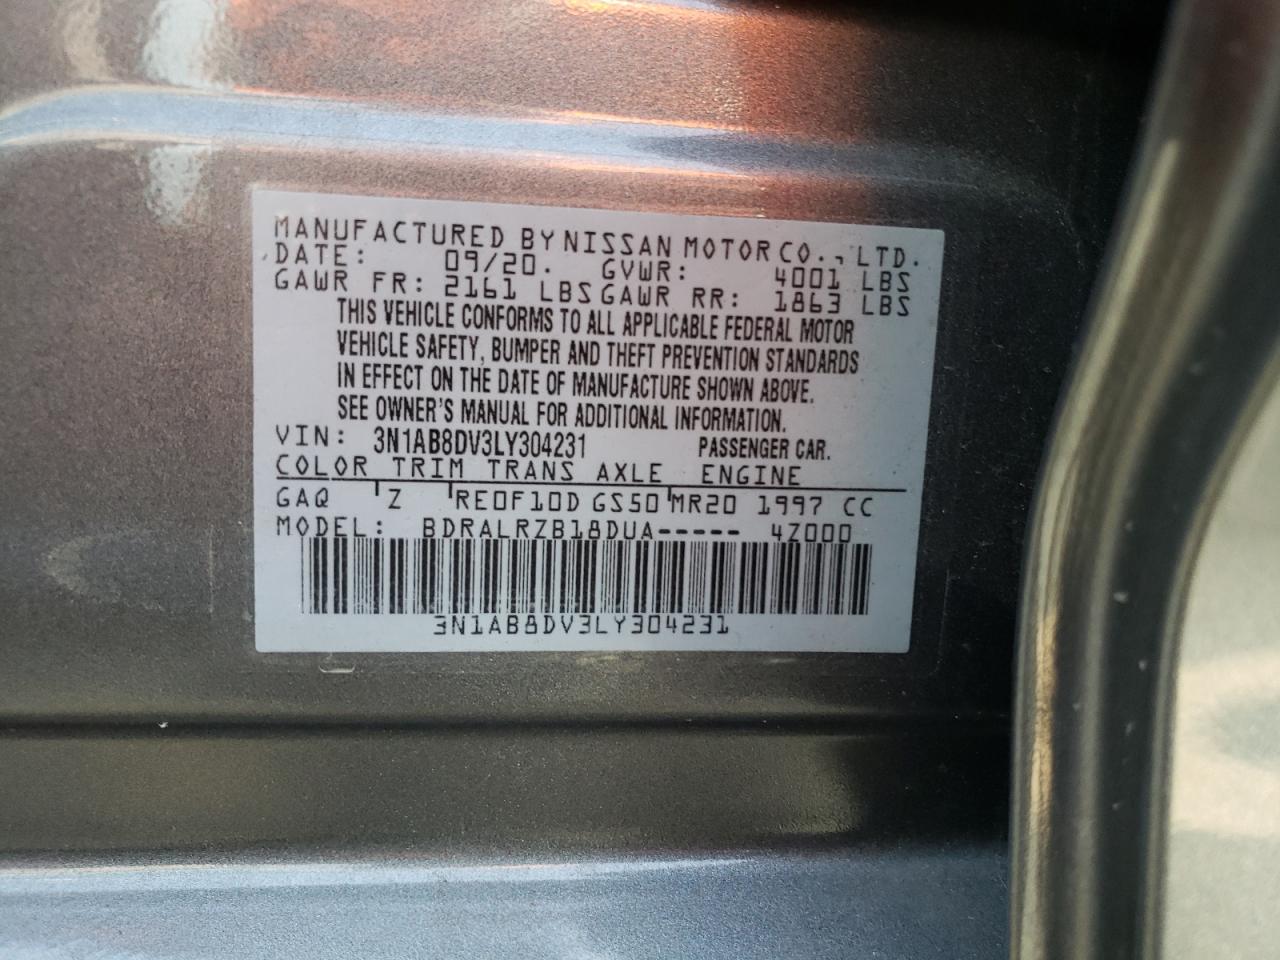 MANUFACTURED BY NISSAN MOTOR CO., LTD.
DATE: 09/20. GVWR: 4001 LBS
GAWR FR: 2161 LBS GAWR RR: 1863 LBS
THIS VEHICLE CONFORMS TO ALL APPLICABLE FEDERAL MOTOR
VEHICLE SAFETY, BUMPER AND THEFT PREVENTION STANDARDS
IN EFFECT ON THE DATE OF MANUFACTURE SHOWN ABOVE.
SEE OWNER'S MANUAL FOR ADDITIONAL INFORMATION.
VIN: 3N1AB8DV3LY304231 PASSENGER CAR.
COLOR TRIM TRANS AXLE ENGINE
GAQ Z RE0F10D GS50 MR20 1997 CC
MODEL: BDRALRZB18DUA----- 4Z000
3N1AB8DV3LY304231